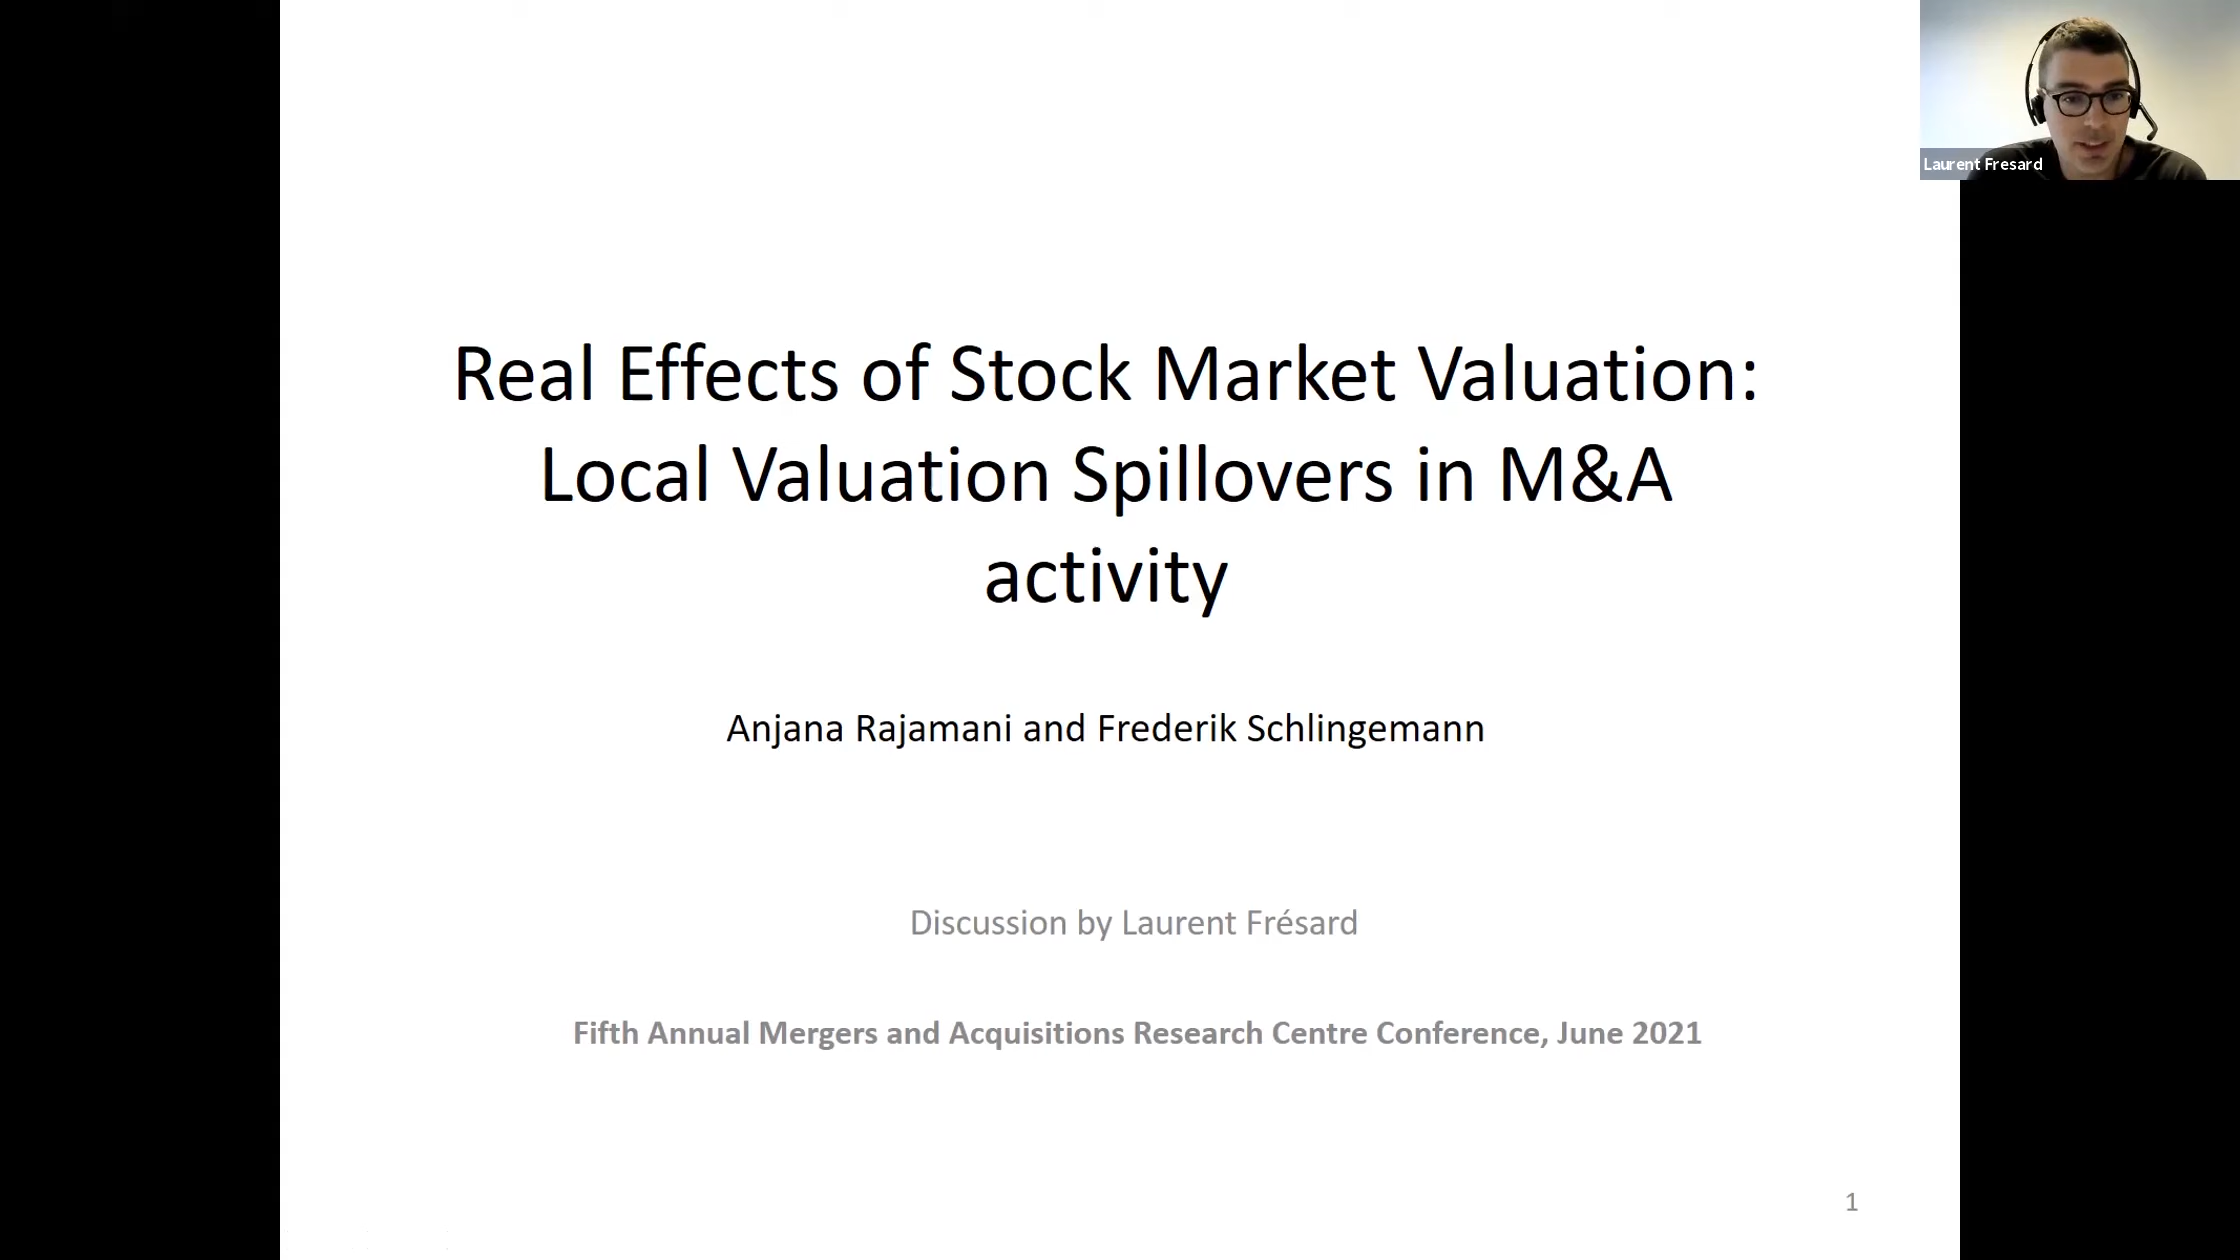 Laurent Fresard
Real Effects of Stock Market Valuation:
Local Valuation Spillovers in M&A
activity
Anjana Rajamani and Frederik Schlingemann
Discussion by Laurent Frésard
Fifth Annual Mergers and Acquisitions Research Centre Conference, June 2021
1